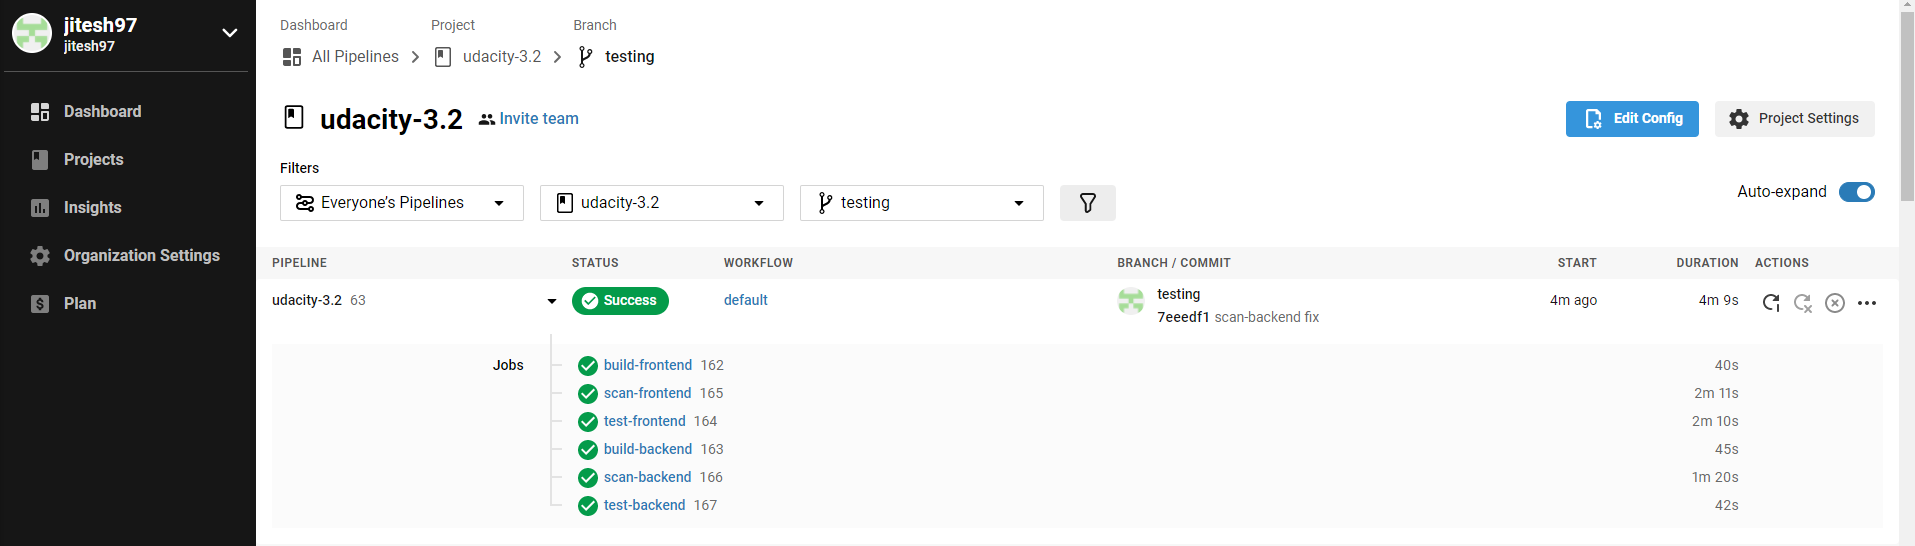 jitesh97
jitesh97
Dashboard
Projects
Insights
Organization Settings
Plan
Dashboard Project Branch
All Pipelines udacity-3.2 testing
udacity-3.2 Invite team
Edit Config Project Settings
Filters
Everyone's Pipelines udacity-3.2 testing
Auto-expand
PIPELINE STATUS WORKFLOW BRANCH / COMMIT START DURATION ACTIONS
udacity-3.2 63 Success default testing 4m ago 4m 9s
7eeedf1 scan-backend fix
Jobs build-frontend 162 40s
scan-frontend 165 2m 11s
test-frontend 164 2m 10s
build-backend 163 45s
scan-backend 166 1m 20s
test-backend 167 42s